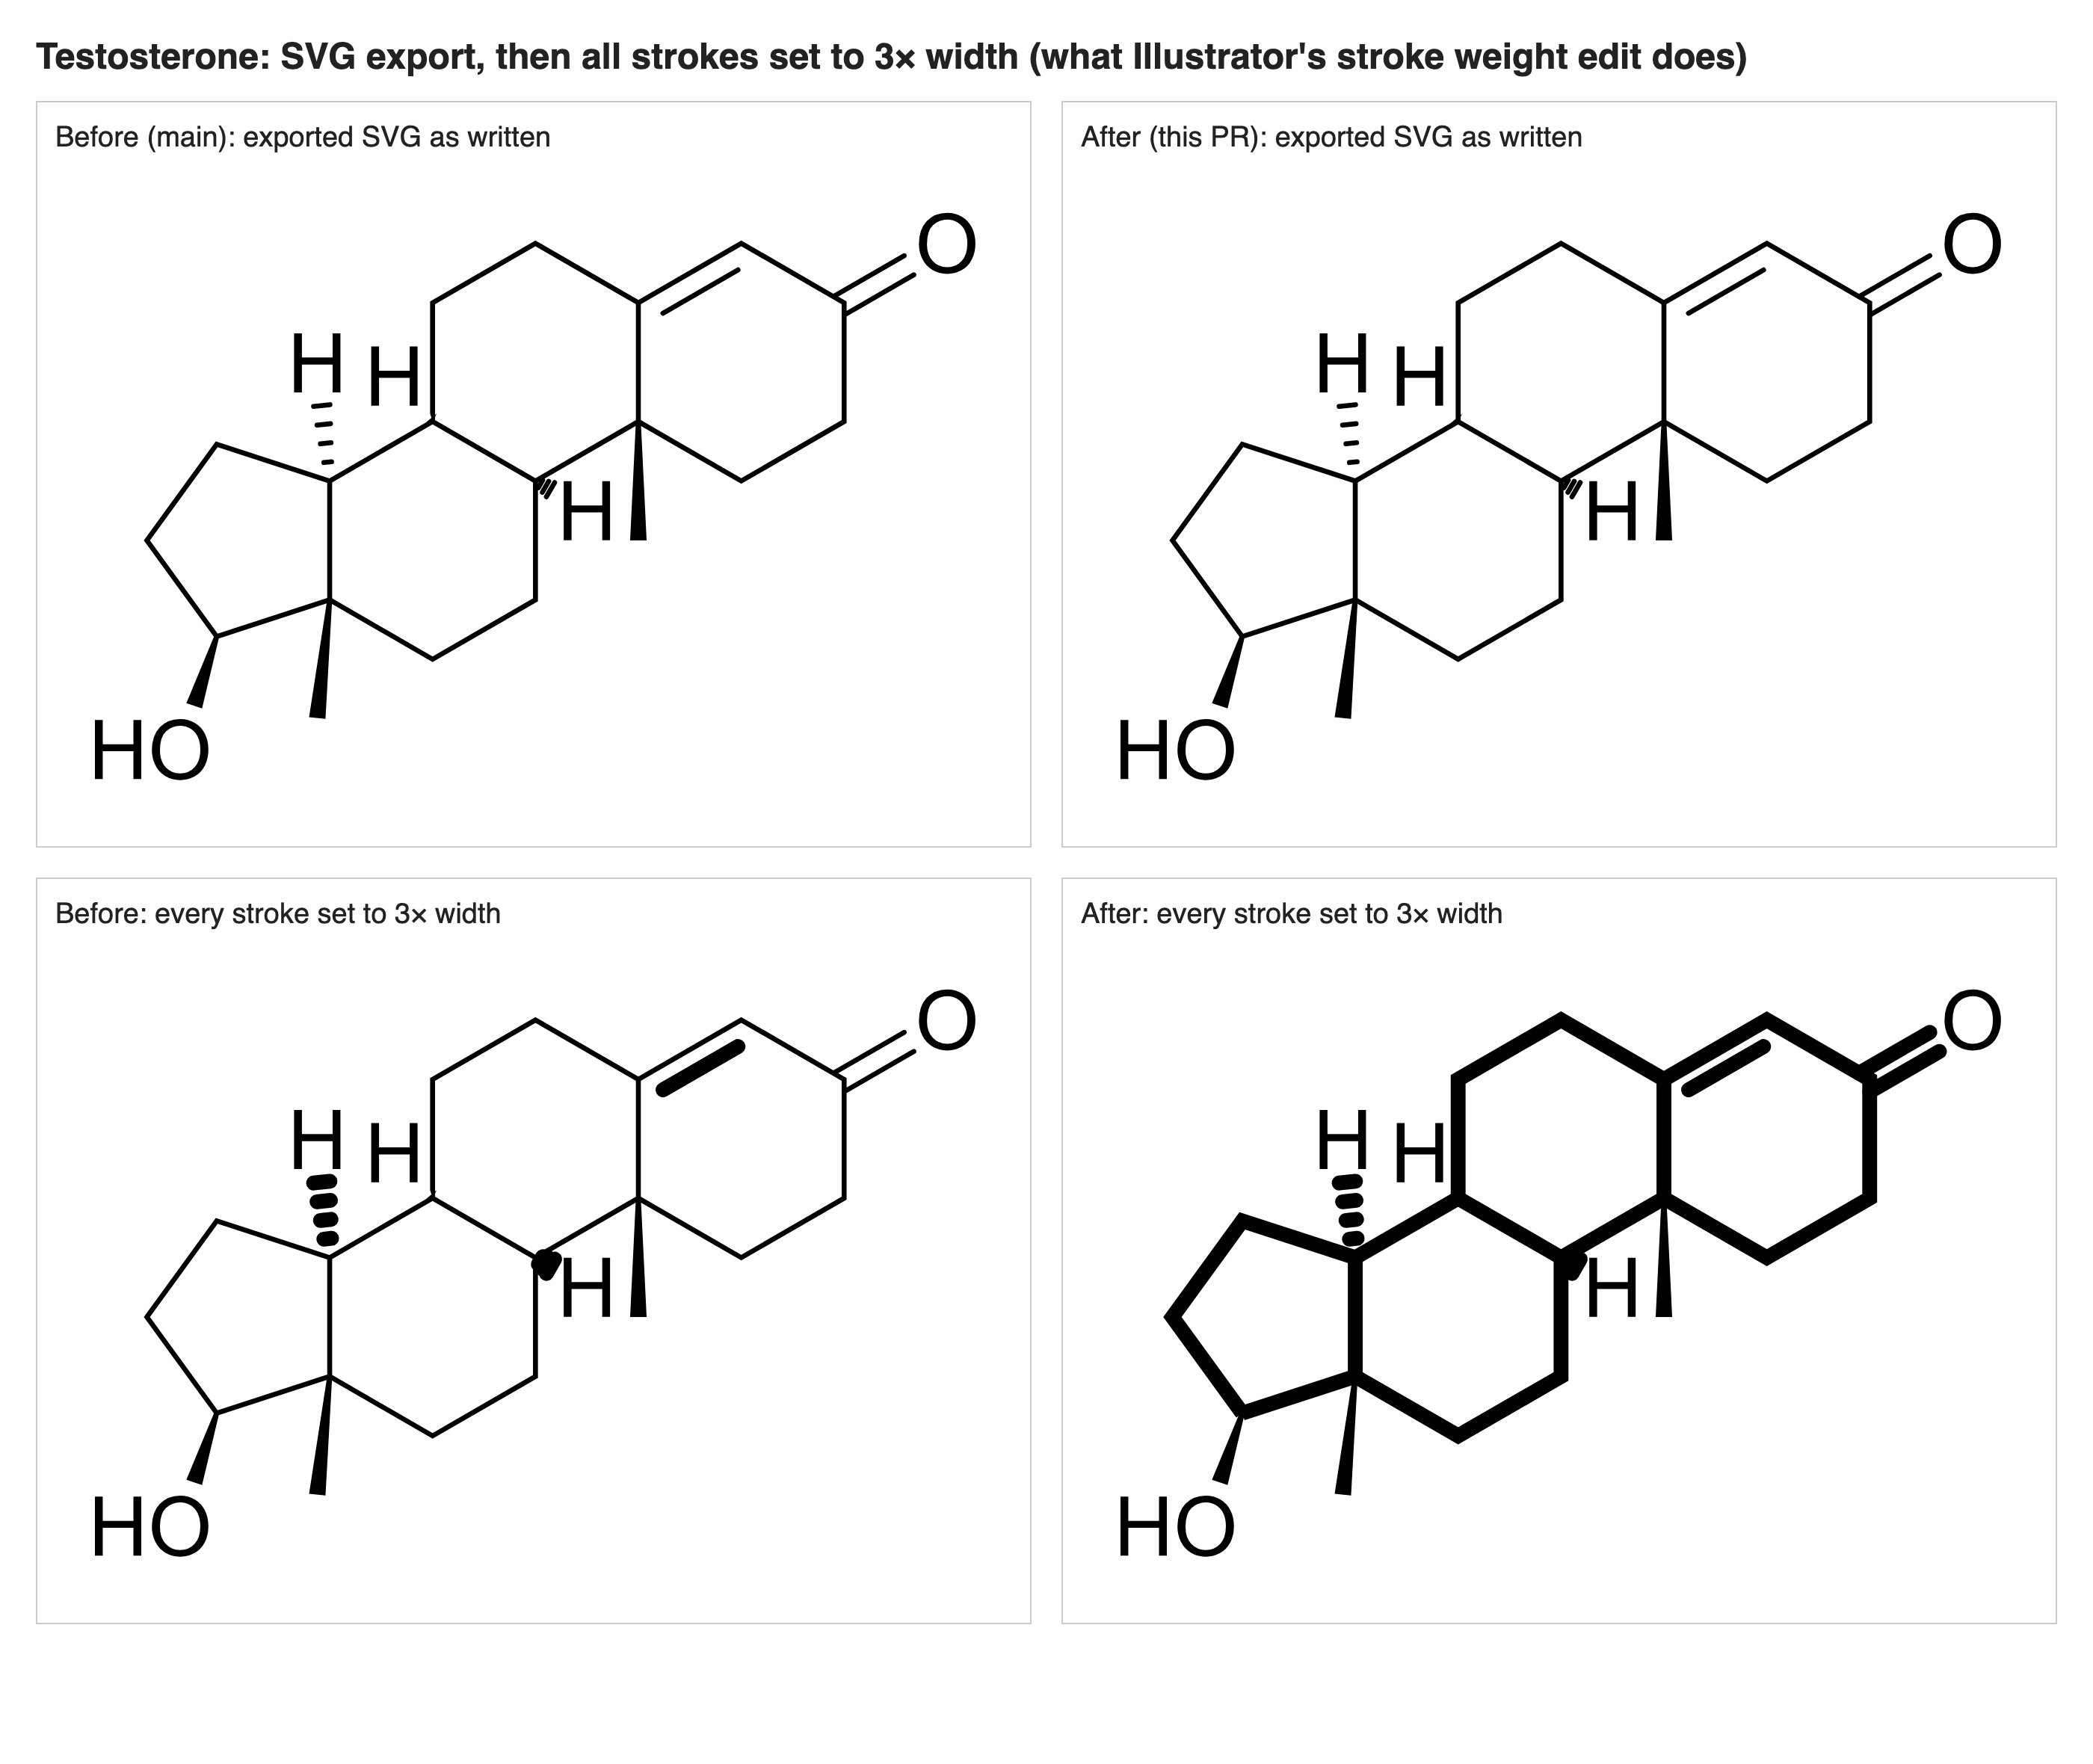 Testosterone: SVG export, then all strokes set to 3× width (what Illustrator's stroke weight edit does)
Before (main): exported SVG as written
O
H
H
H
HO
After (this PR): exported SVG as written
O
H
H
H
HO
Before: every stroke set to 3× width
O
H
H
H
HO
After: every stroke set to 3× width
O
H
H
H
HO